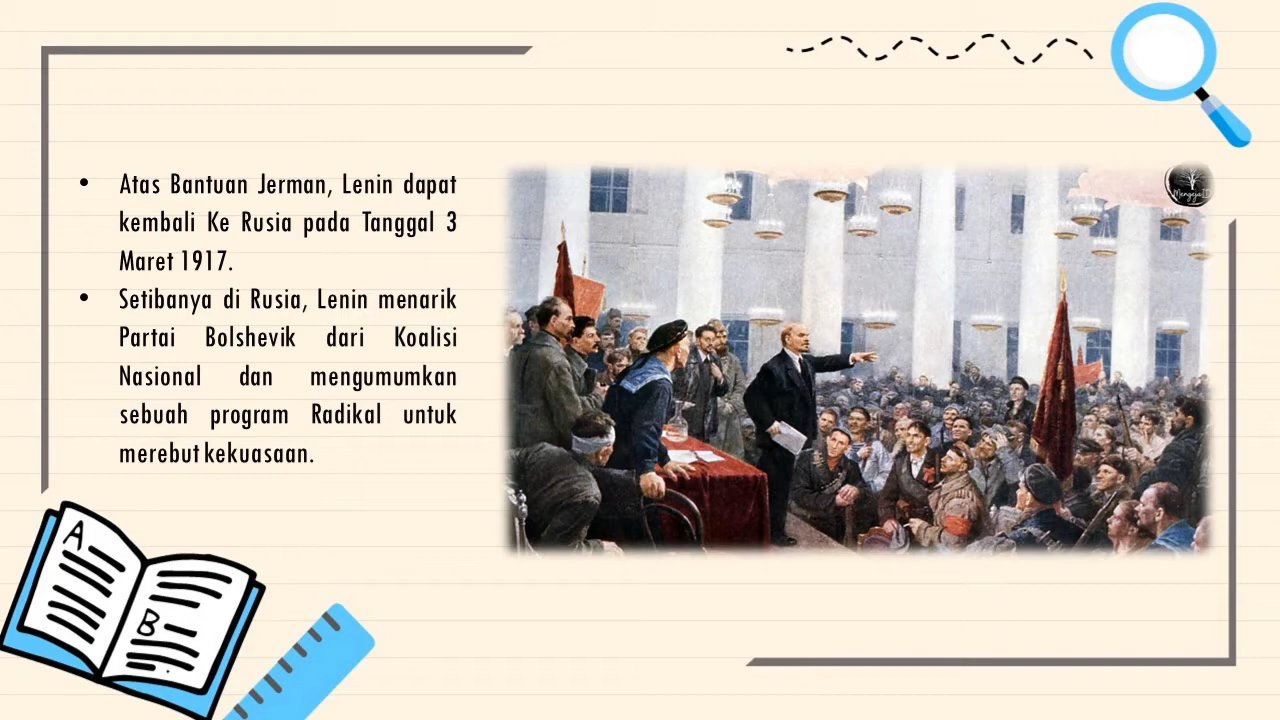 • Atas Bantuan Jerman, Lenin dapat
kembali Ke Rusia pada Tanggal 3
Maret 1917.
• Setibanya di Rusia, Lenin menarik
Partai Bolshevik dari Koalisi
Nasional dan mengumumkan
sebuah program Radikal untuk
merebut kekuasaan.
MengejaID
A
B